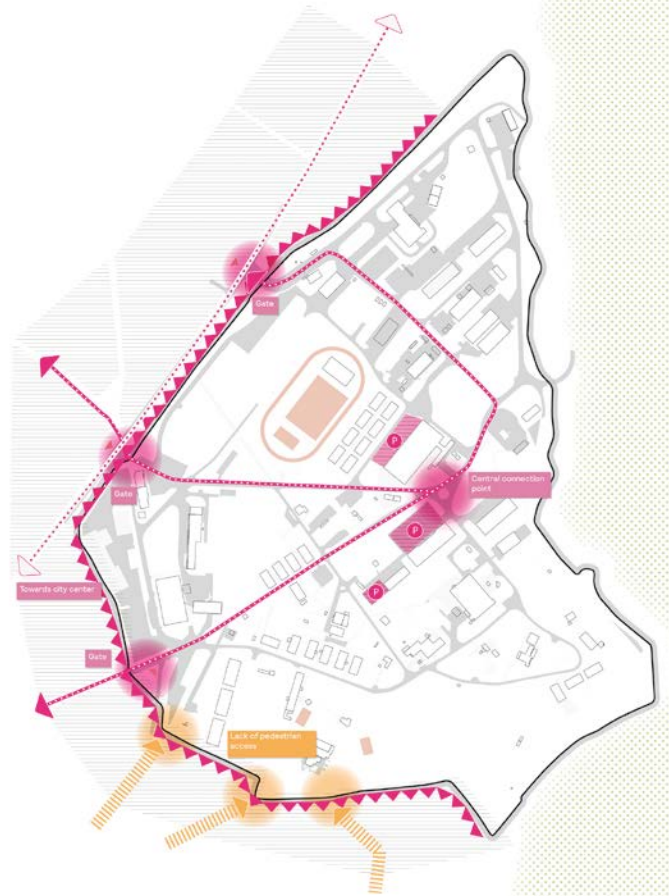 Gate
P
Central connection
point
Gate
P
P
Towards city center
Gate
Lack of pedestrian
access